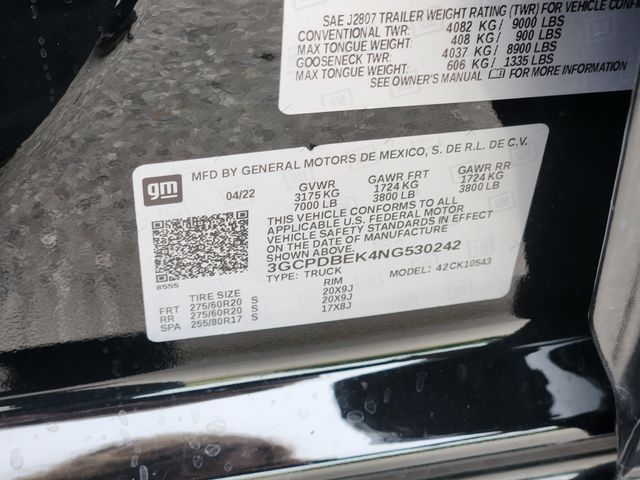 SAE J2807 TRAILER WEIGHT RATING (TWR) FOR VEHICLE
CONVENTIONAL TWR: 4082 KG / 9000 LBS
MAX TONGUE WEIGHT: 408 KG / 900 LBS
GOOSENECK TWR: 4037 KG / 8900 LBS
MAX TONGUE WEIGHT: 606 KG / 1335 LBS
SEE OWNER'S MANUAL FOR MORE INFORMATION
gm
MFD BY GENERAL MOTORS DE MEXICO, S. DE R.L. DE C.V.
04/22 GVWR GAWR FRT GAWR RR
3175 KG 1724 KG 1724 KG
7000 LB 3800 LB 3800 LB
THIS VEHICLE CONFORMS TO ALL
APPLICABLE U.S. FEDERAL MOTOR
VEHICLE SAFETY STANDARDS IN EFFECT
ON THE DATE OF MANUFACTURE SHOWN ABOVE.
3GCPDBEK4NG530242
8555
TYPE: TRUCK MODEL: 42CK10543
TIRE SIZE RIM
FRT 275/60R20 S 20X9J
RR 275/60R20 S 20X9J
SPA 255/80R17 S 17X8J